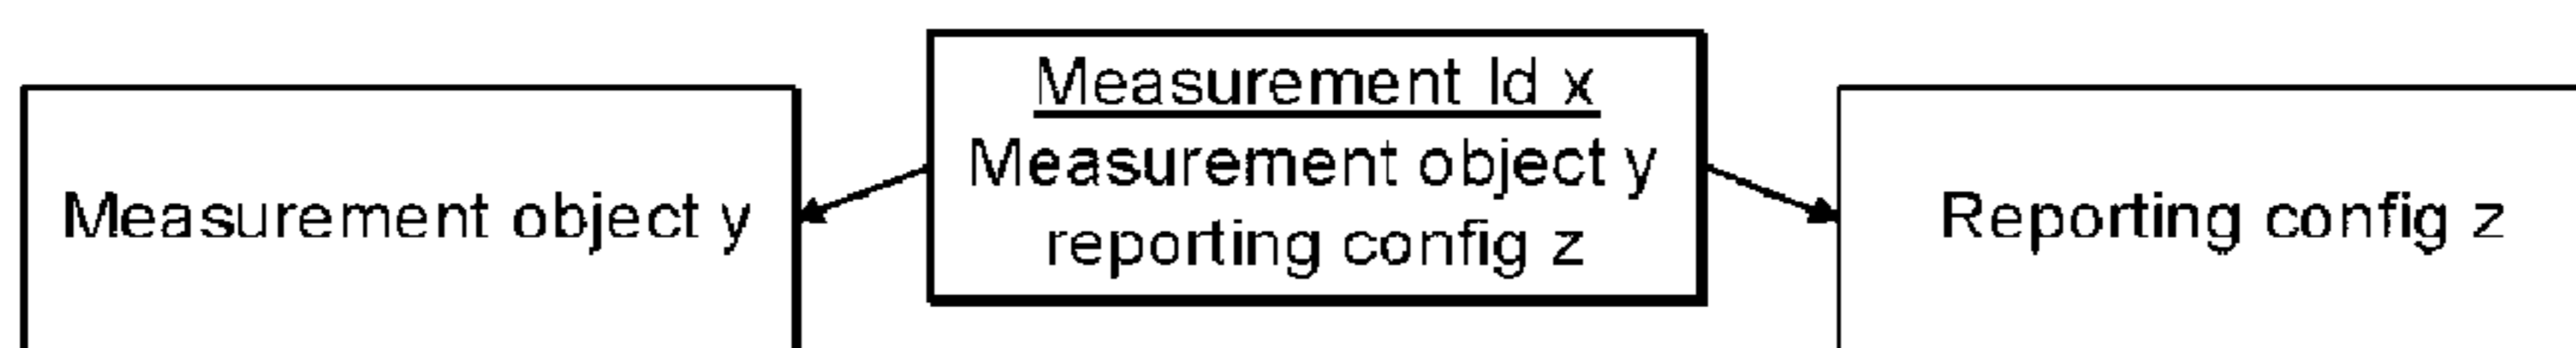 Measurement object y
Measurement Id x
Measurement object y
reporting config z
Reporting config z